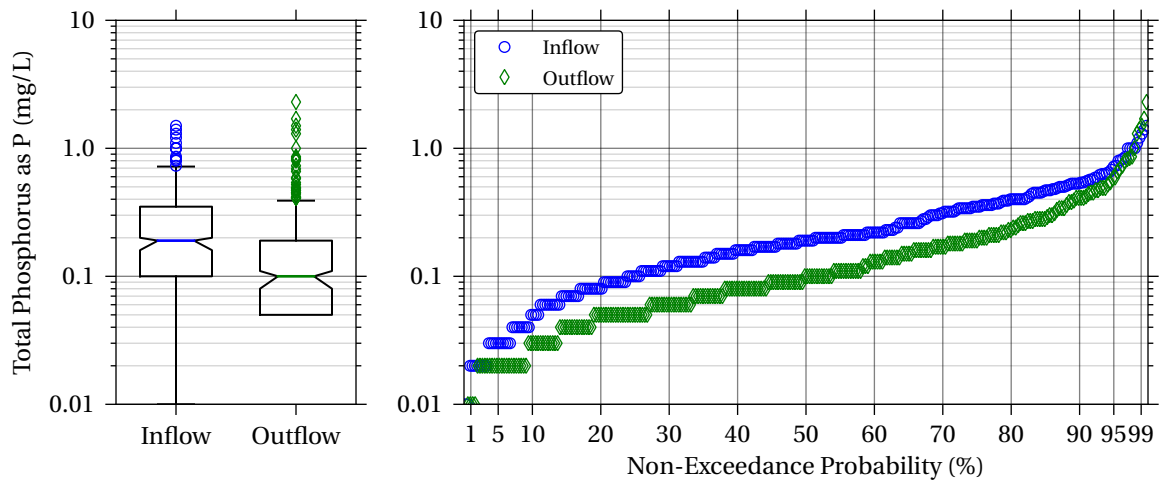 Total Phosphorus as P (mg/L)
10
1.0
0.1
0.01
Inflow Outflow
10
1.0
0.1
0.01
Inflow
Outflow
1 5 10 20 30 40 50 60 70 80 90 95 99
Non-Exceedance Probability (%)